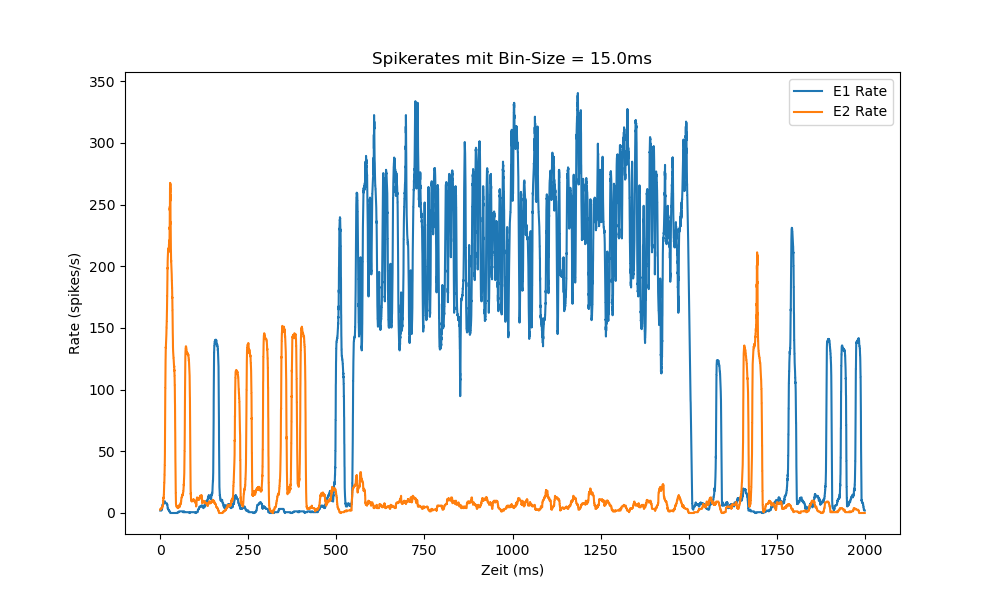 Spikerates mit Bin-Size = 15.0ms
E1 Rate
E2 Rate
Rate (spikes/s)
350
300
250
200
150
100
50
0
0 250 500 750 1000 1250 1500 1750 2000
Zeit (ms)